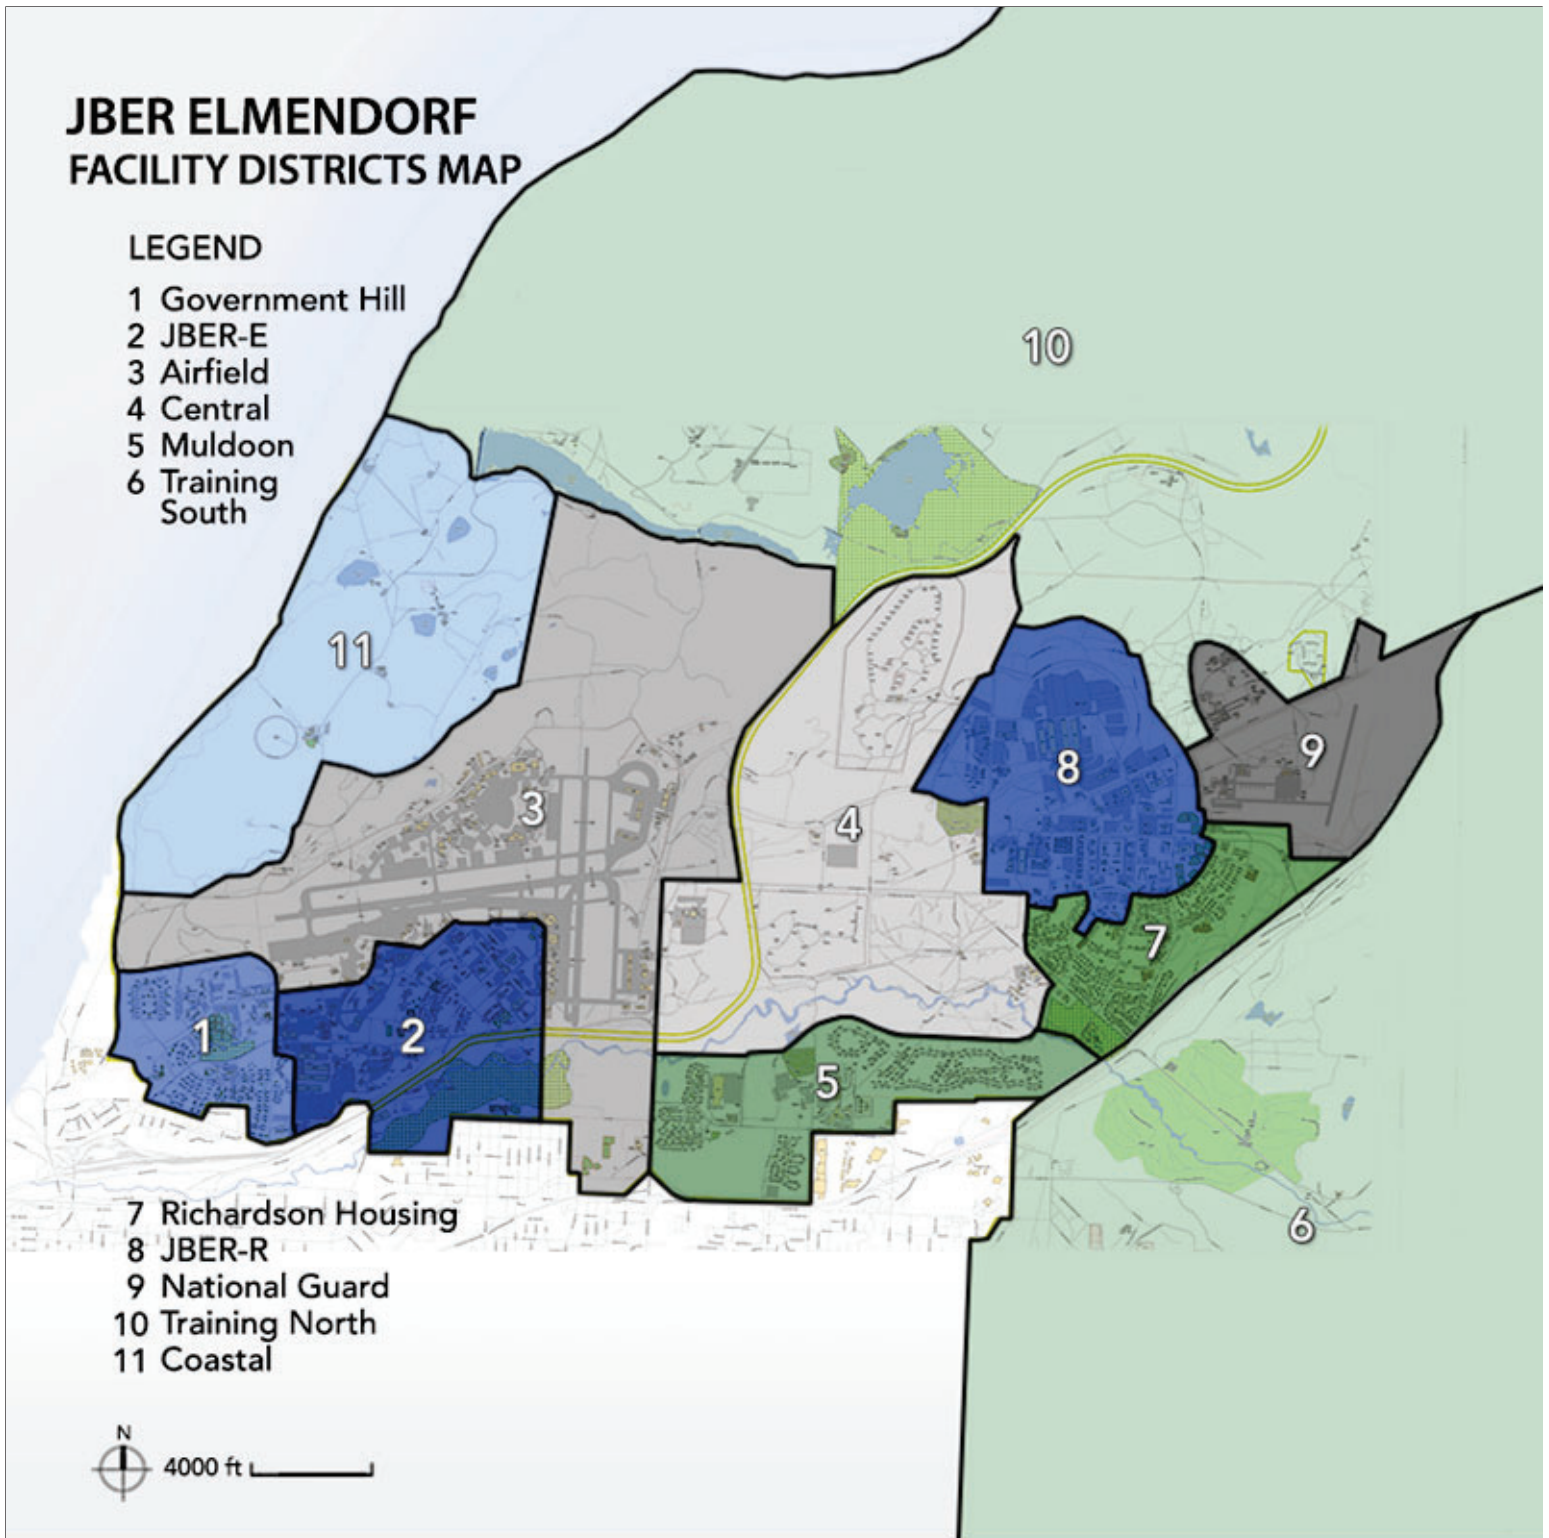 JBER ELMENDORF
FACILITY DISTRICTS MAP
LEGEND
1 Government Hill
2 JBER-E
3 Airfield
4 Central
5 Muldoon
6 Training
South
10
11
3
4
8
9
7
1
2
5
6
7 Richardson Housing
8 JBER-R
9 National Guard
10 Training North
11 Coastal
N
4000 ft